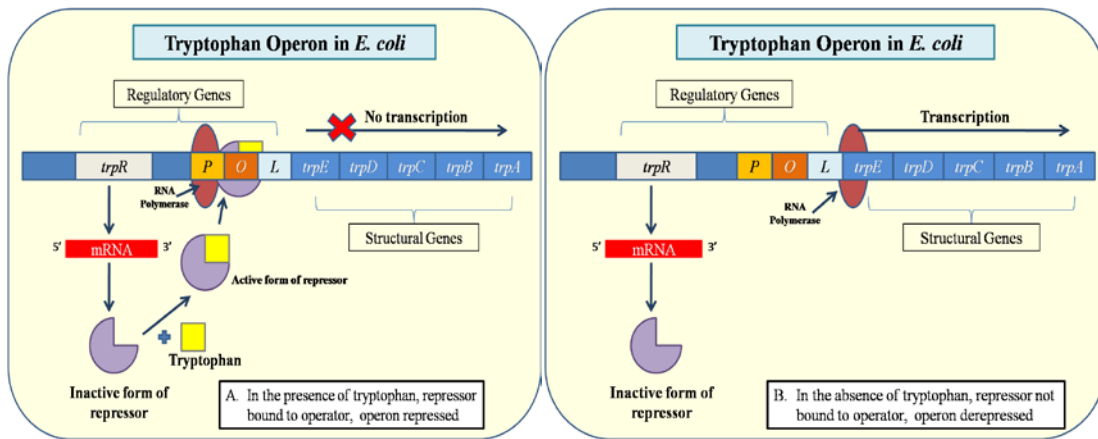 Tryptophan Operon in E. coli
Regulatory Genes
No transcription
trpR P O L trpE trpD trpC trpB trpA
RNA
Polymerase
Structural Genes
5' mRNA 3'
Active form of repressor
Tryptophan
Inactive form of
repressor
A. In the presence of tryptophan, repressor
bound to operator, operon repressed
Tryptophan Operon in E. coli
Regulatory Genes
Transcription
trpR P O L trpE trpD trpC trpB trpA
RNA
Polymerase
Structural Genes
5' mRNA 3'
Inactive form of
repressor
B. In the absence of tryptophan, repressor not
bound to operator, operon derepressed